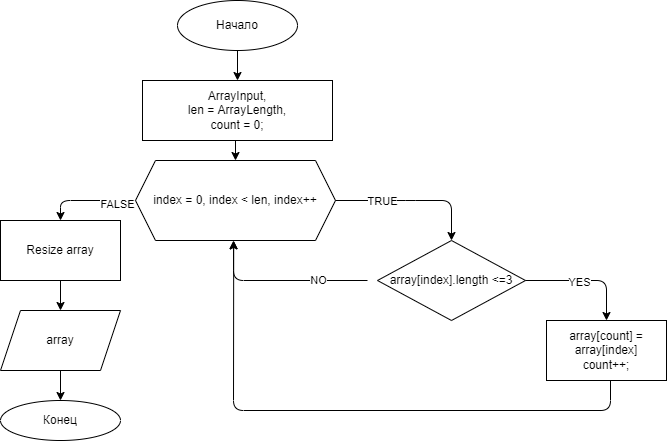 Начало
ArrayInput,
len = ArrayLength,
count = 0;
index = 0, index < len, index++
FALSE
TRUE
Resize array
NO
array[index].length <=3
YES
array
array[count] =
array[index]
count++;
Конец